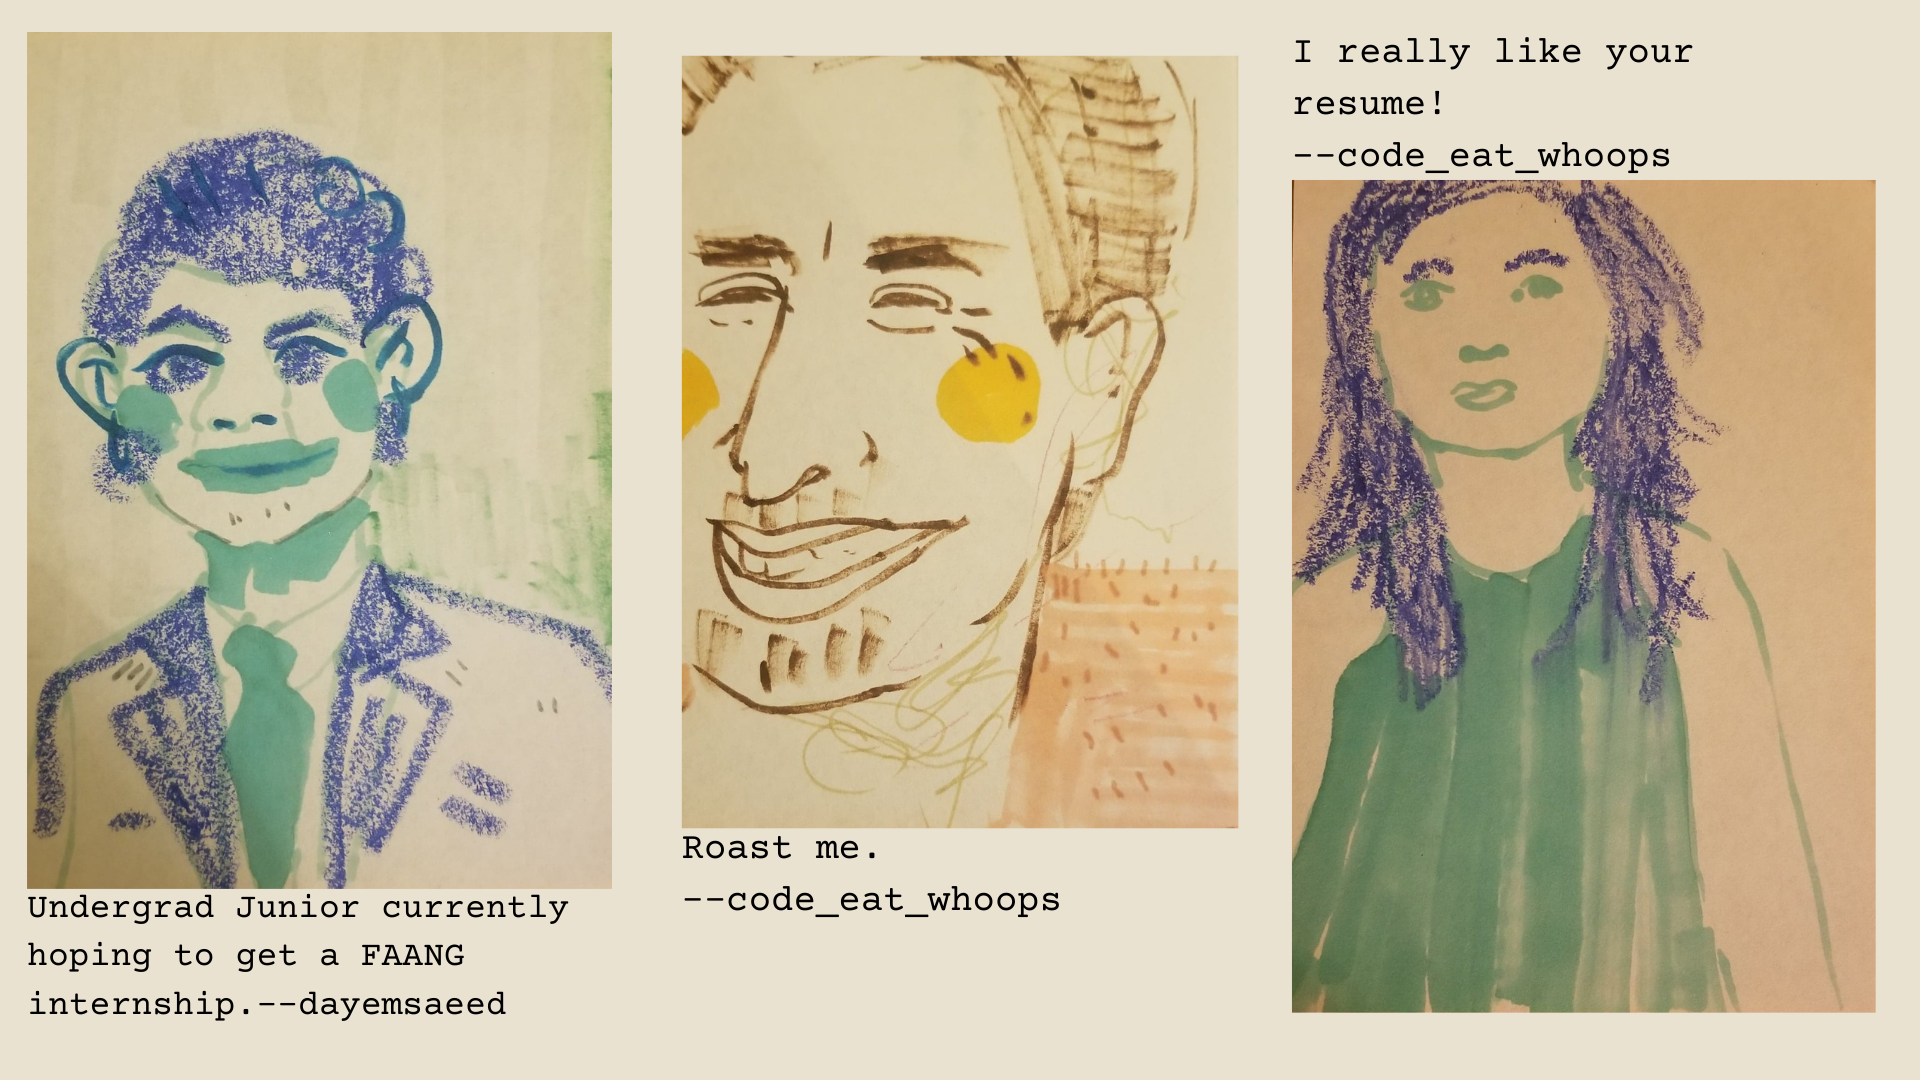 Undergrad Junior currently
hoping to get a FAANG
internship.--dayemsaeed
Roast me.
--code_eat_whoops
I really like your
resume!
--code_eat_whoops